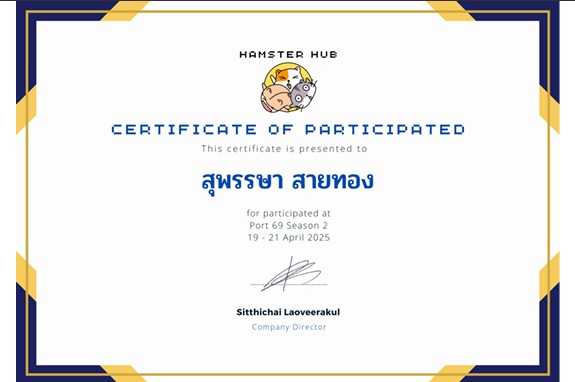 HAMSTER HUB
CERTIFICATE OF PARTICIPATED
This certificate is presented to
สุพรรษา สายทอง
for participated at
Port 69 Season 2
19 - 21 April 2025
Sitthichai Laoveerakul
Company Director